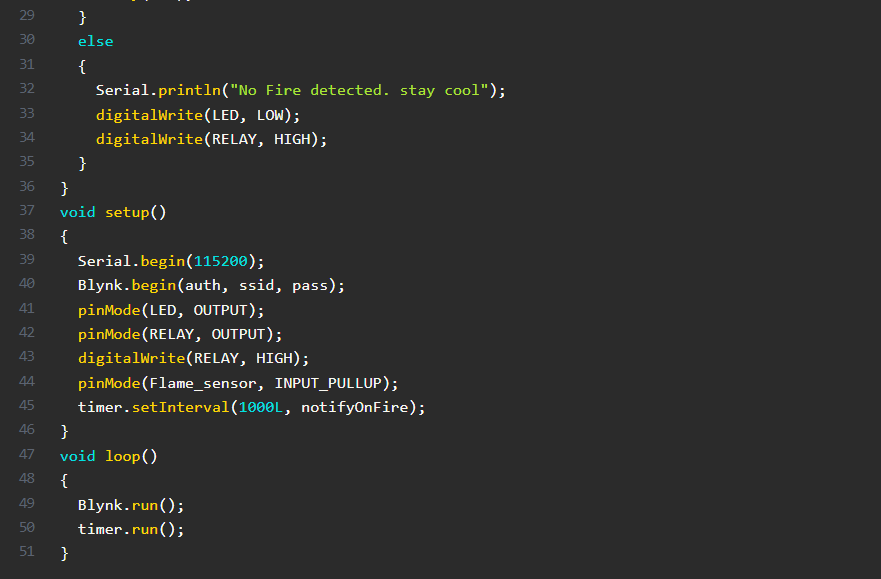 29 }
30 else
31 {
32 Serial.println("No Fire detected. stay cool");
33 digitalWrite(LED, LOW);
34 digitalWrite(RELAY, HIGH);
35 }
36 }
37 void setup()
38 {
39 Serial.begin(115200);
40 Blynk.begin(auth, ssid, pass);
41 pinMode(LED, OUTPUT);
42 pinMode(RELAY, OUTPUT);
43 digitalWrite(RELAY, HIGH);
44 pinMode(Flame_sensor, INPUT_PULLUP);
45 timer.setInterval(1000L, notifyOnFire);
46 }
47 void loop()
48 {
49 Blynk.run();
50 timer.run();
51 }